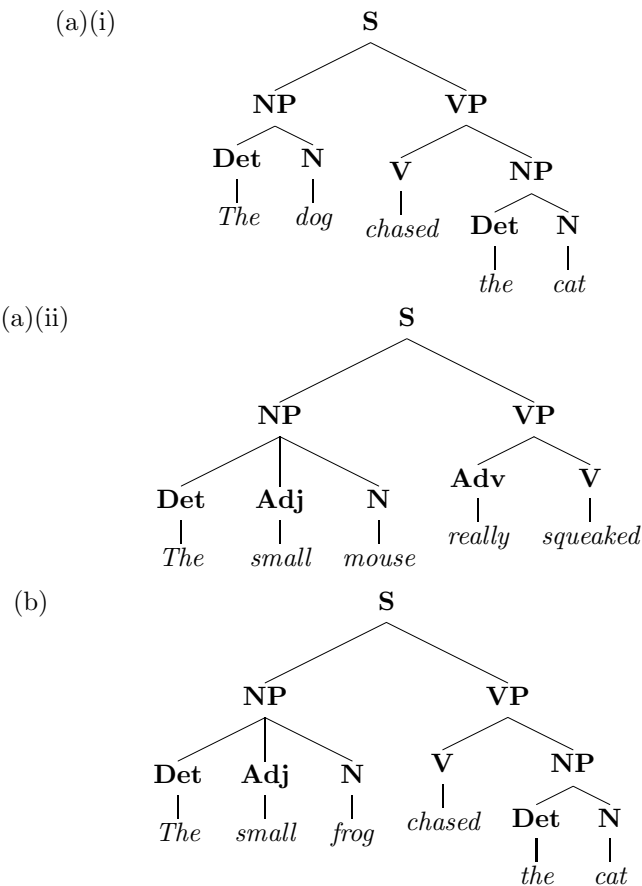 (a)(i) S
NP VP
Det N V NP
The dog chased Det N
the cat
(a)(ii) S
NP VP
Det Adj N Adv V
The small mouse really squeaked
(b) S
NP VP
Det Adj N V NP
The small frog chased Det N
the cat